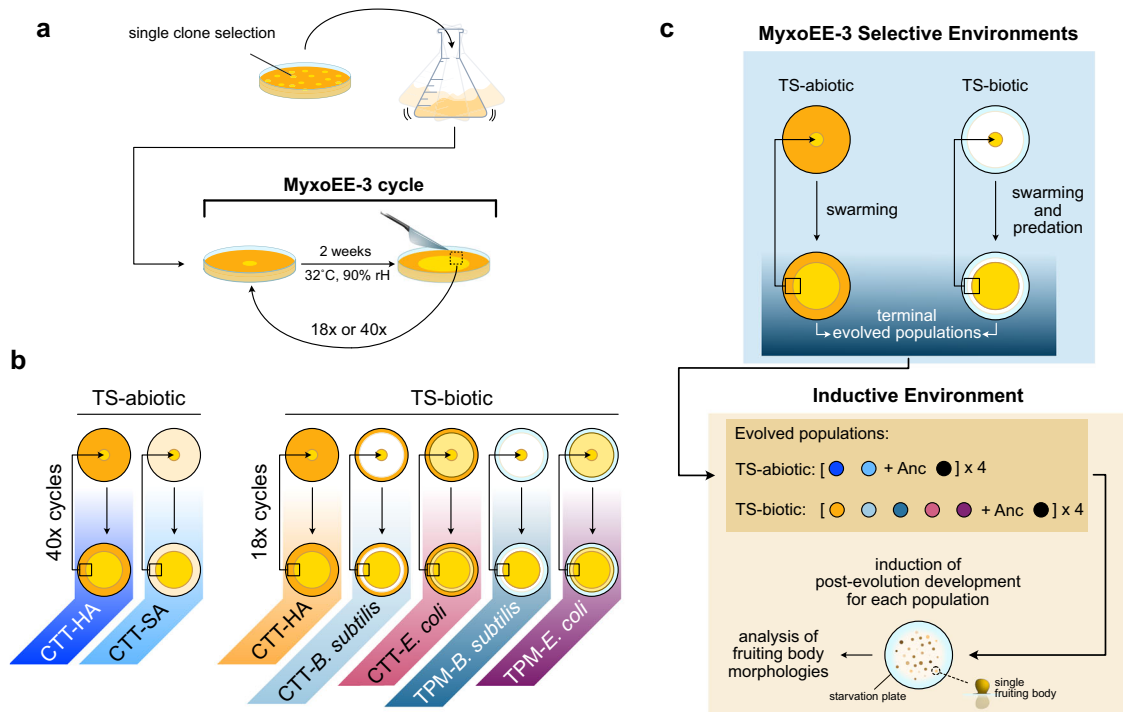 a
single clone selection
MyxoEE-3 cycle
2 weeks
32°C, 90% rH
18x or 40x
b
TS-abiotic
TS-biotic
40x cycles
18x cycles
CTT-HA
CTT-SA
CTT-HA
CTT-B. subtilis
CTT-E. coli
TPM-B. subtilis
TPM-E. coli
c
MyxoEE-3 Selective Environments
TS-abiotic
TS-biotic
swarming
swarming
and
predation
terminal
evolved populations
Inductive Environment
Evolved populations:
TS-abiotic: [ + Anc ] x 4
TS-biotic: [ + Anc ] x 4
induction of
post-evolution development
for each population
analysis of
fruiting body
morphologies
starvation plate
single
fruiting body